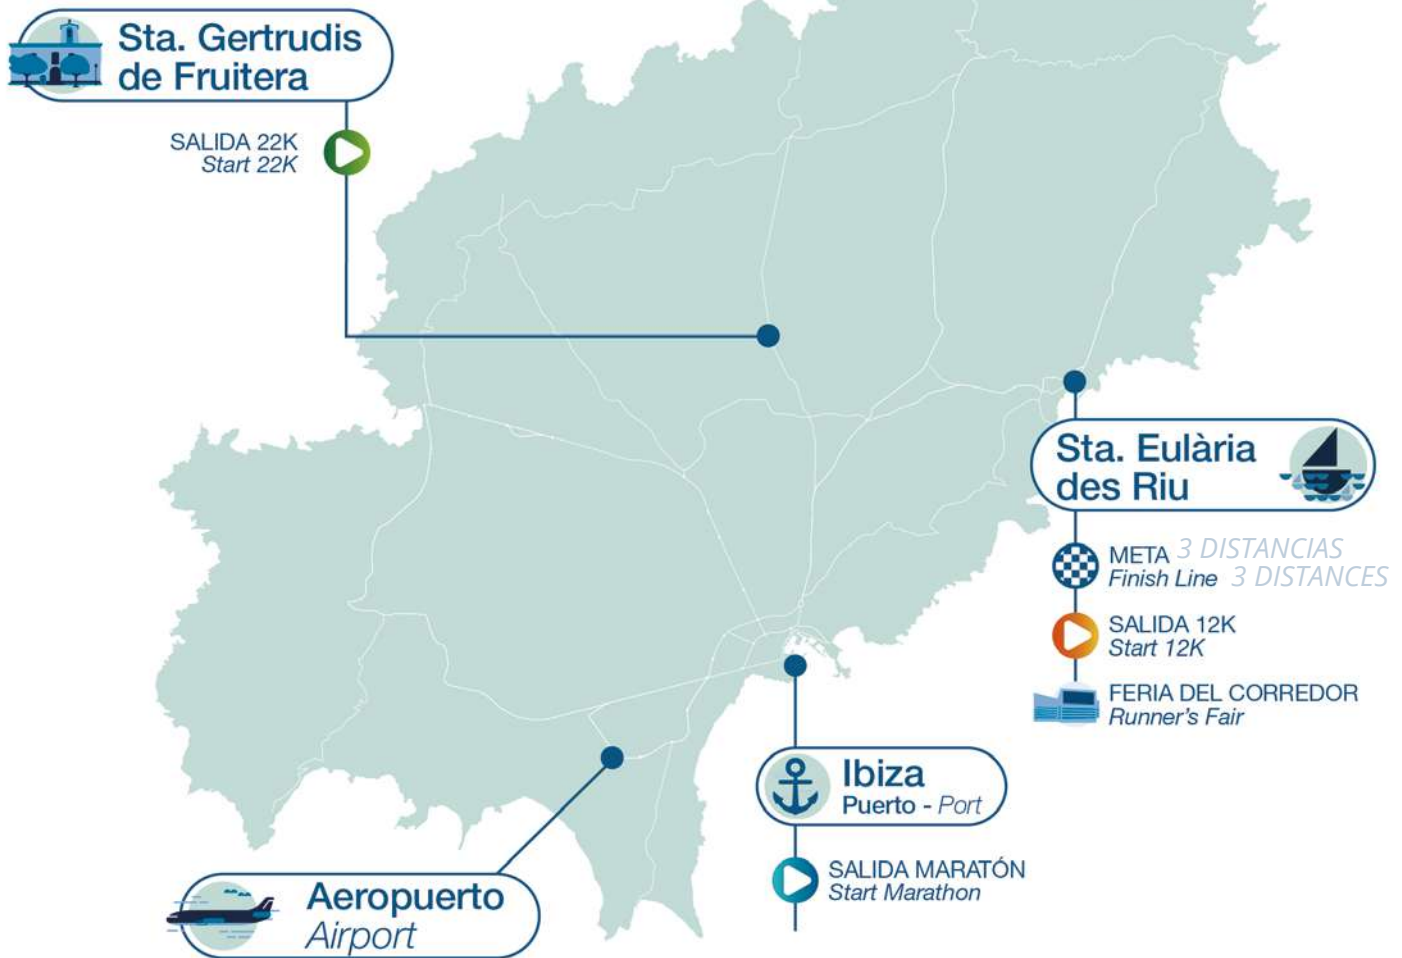 Sta. Gertrudis
de Fruitera
SALIDA 22K
Start 22K
Sta. Eulària
des Riu
META 3 DISTANCIAS
Finish Line 3 DISTANCES
SALIDA 12K
Start 12K
FERIA DEL CORREDOR
Runner's Fair
Ibiza
Puerto - Port
SALIDA MARATÓN
Start Marathon
Aeropuerto
Airport